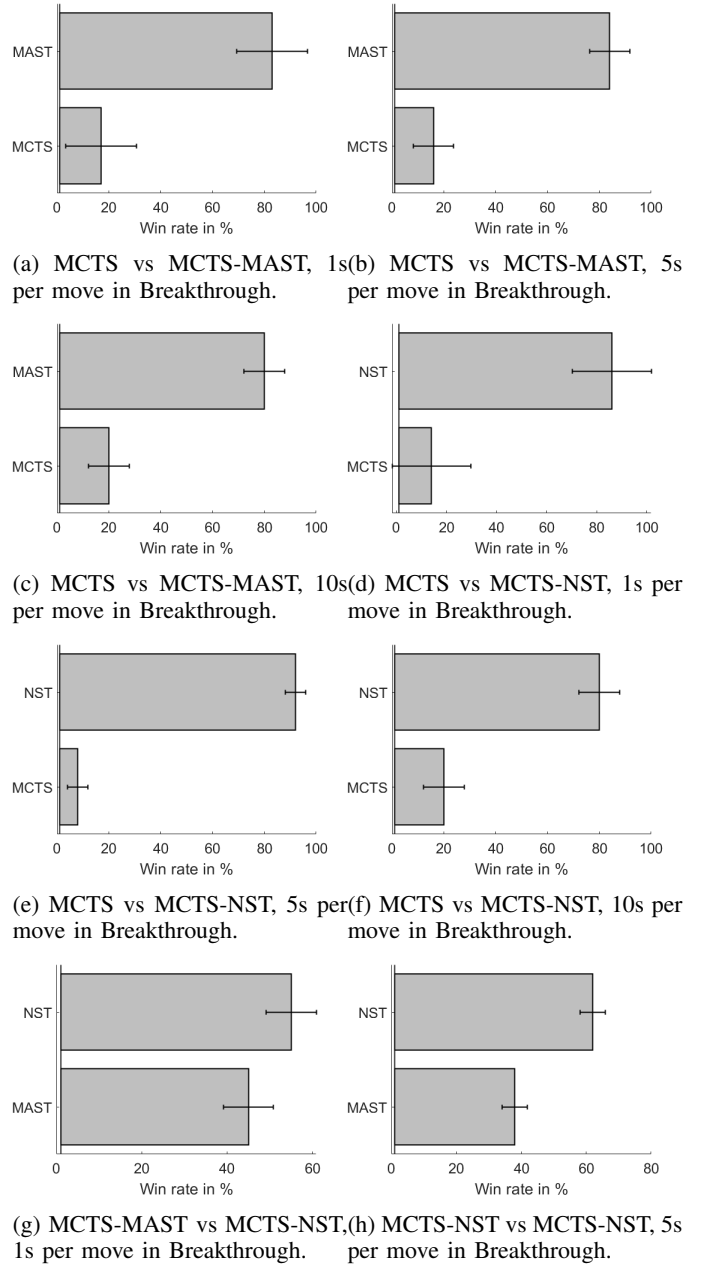 MAST
MCTS
0 20 40 60 80 100
Win rate in %
(a) MCTS vs MCTS-MAST, 1s
per move in Breakthrough.
MAST
MCTS
0 20 40 60 80 100
Win rate in %
(b) MCTS vs MCTS-MAST, 5s
per move in Breakthrough.
MAST
MCTS
0 20 40 60 80 100
Win rate in %
(c) MCTS vs MCTS-MAST, 10s
per move in Breakthrough.
NST
MCTS
0 20 40 60 80 100
Win rate in %
(d) MCTS vs MCTS-NST, 1s per
move in Breakthrough.
NST
MCTS
0 20 40 60 80 100
Win rate in %
(e) MCTS vs MCTS-NST, 5s per
move in Breakthrough.
NST
MCTS
0 20 40 60 80 100
Win rate in %
(f) MCTS vs MCTS-NST, 10s per
move in Breakthrough.
NST
MAST
0 20 40 60
Win rate in %
(g) MCTS-MAST vs MCTS-NST,
1s per move in Breakthrough.
NST
MAST
0 20 40 60 80
Win rate in %
(h) MCTS-NST vs MCTS-NST, 5s
per move in Breakthrough.